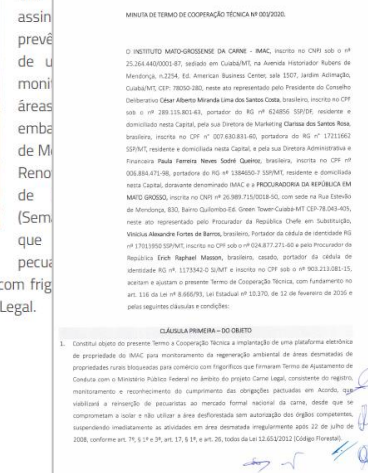 assin
prevê
de u
moni
áreas
emba
de M
Reno
de
(Sem
que
pecua
com frig
Legal.
MINUTA DE TERMO DE COOPERAÇÃO TÉCNICA Nº 001/2020.
O INSTITUTO MATO-GROSSENSE DA CARNE – IMAC, inscrito no CNPJ sob o nº
25.264.440/0001-87, sediado em Cuiabá/MT, na Avenida Historiador Rubens de
Mendonça, n.2254, Ed. American Business Center, sale 1507, Jardim Aclimação,
Cuiabá/MT, CEP: 78050-280, neste ato representado pelo Presidente do Conselho
Deliberativo César Alberto Miranda Lima dos Santos Costa, brasileiro, inscrito no CPF
sob o nº 289.115.801-63, portador do RG nº 624856 SSP/DF, residente e
domiciliado nesta Capital, pela sua Diretora de Marketing Clarissa dos Santos Rosa,
brasileira, inscrito no CPF nº 007.630.831-60, portadora do RG nº 17211662
SSP/MT, residente e domiciliada nesta Capital, e pela sua Diretora Administrativa e
Financeira Paula Ferreira Neves Sodré Queiroz, brasileira, inscrito no CPF nº
006.884.471-98, portadora do RG nº 1384650-7 SSP/MT, residente e domiciliada
nesta Capital, doravante denominado IMAC e a PROCURADORIA DA REPÚBLICA EM
MATO GROSSO, inscrito no CNPJ nº 26.989.715/0018-50, com sede na Rua Estevão
de Mendonça, 830, Bairro Quilombo-Ed. Green Tower-Cuiabá-MT CEP-78.043-405,
neste ato representado pelo Procurador da República Chefe em Substituição,
Vinícius Alexandre Fortes de Barros, brasileiro, Portador da cédula de identidade RG
nº 17013950 SSP/MT, inscrito no CPF sob o nº 024.877.271-60 e pelo Procurador da
República Erich Raphael Masson, brasileiro, casado, portador da cédula de
identidade RG nº. 1173342-0 SJ/MT e inscrito no CPF sob o nº 903.213.081-15,
aceitam e ajustam o presente Termo de Cooperação Técnica, com fundamento no
art. 116 da Lei nº 8.666/93, Lei Estadual nº 10.370, de 12 de fevereiro de 2016 e
pelas seguintes cláusulas e condições:
CLÁUSULA PRIMEIRA – DO OBJETO
1. Constitui objeto do presente Termo a Cooperação Técnica a implantação de uma plataforma eletrônica
de propriedade do IMAC para monitoramento da regeneração ambiental de áreas desmatadas de
propriedades rurais bloqueadas para comércio com frigoríficos que firmaram Termo de Ajustamento de
Conduta com o Ministério Público Federal no âmbito do projeto Carne Legal, consistente do registro,
monitoramento e reconhecimento do cumprimento das obrigações pactuadas em Acordo, que
viabilizará a reinserção de pecuaristas ao mercado formal nacional da carne, desde que se
comprometam a isolar e não utilizar a área desflorestada sem autorização dos órgãos competentes,
suspendendo imediatamente as atividades em área desmatada irregularmente após 22 de julho de
2008, conforme art. 7º, § 1º e 3º, art. 17, § 1º, e art. 26, todos da Lei 12.651/2012 (Código Florestal).